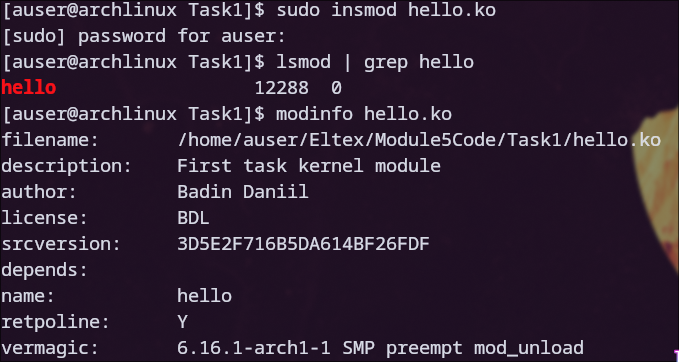 [auser@archlinux Task1]$ sudo insmod hello.ko
[sudo] password for auser:
[auser@archlinux Task1]$ lsmod | grep hello
hello                  12288  0
[auser@archlinux Task1]$ modinfo hello.ko
filename:       /home/auser/Eltex/Module5Code/Task1/hello.ko
description:    First task kernel module
author:         Badin Daniil
license:        BDL
srcversion:     3D5E2F716B5DA614BF26FDF
depends:
name:           hello
retpoline:      Y
vermagic:       6.16.1-arch1-1 SMP preempt mod_unload